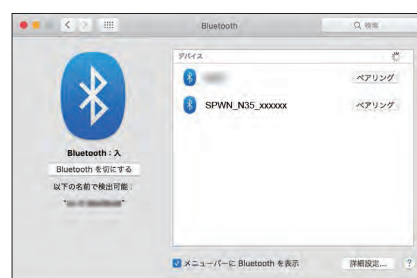 Bluetooth
検索
デバイス
ペアリング
SPWN_N35_xxxxxx
ペアリング
Bluetooth：入
Bluetooth を切にする
以下の名前で検出可能：
メニューバーに Bluetooth を表示
詳細設定...
?